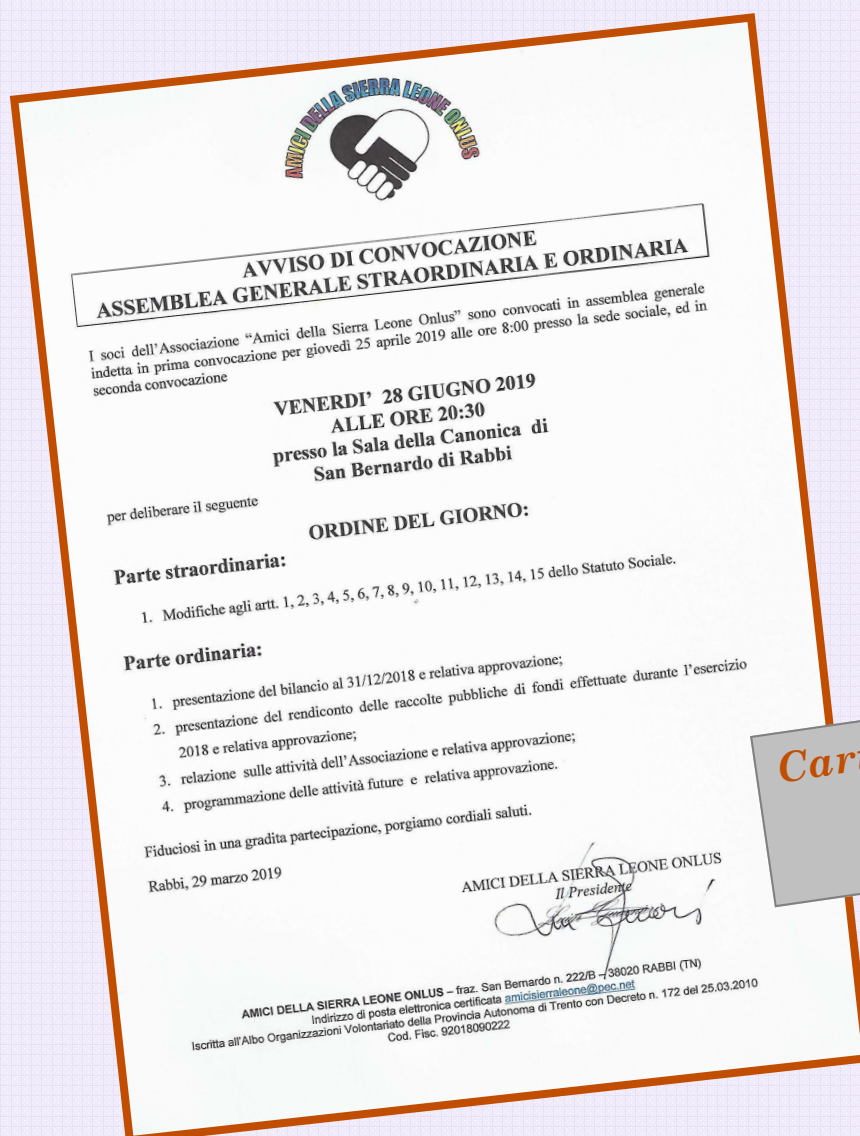 AMICI DELLA SIERRA LEONE ONLUS
AVVISO DI CONVOCAZIONE
ASSEMBLEA GENERALE STRAORDINARIA E ORDINARIA
I soci dell'Associazione "Amici della Sierra Leone Onlus" sono convocati in assemblea generale
indetta in prima convocazione per giovedì 25 aprile 2019 alle ore 8:00 presso la sede sociale, ed in
seconda convocazione
VENERDI' 28 GIUGNO 2019
ALLE ORE 20:30
presso la Sala della Canonica di
San Bernardo di Rabbi
per deliberare il seguente
ORDINE DEL GIORNO:
Parte straordinaria:
1. Modifiche agli artt. 1, 2, 3, 4, 5, 6, 7, 8, 9, 10, 11, 12, 13, 14, 15 dello Statuto Sociale.
Parte ordinaria:
1. presentazione del bilancio al 31/12/2018 e relativa approvazione;
2. presentazione del rendiconto delle raccolte pubbliche di fondi effettuate durante l'esercizio
2018 e relativa approvazione;
3. relazione sulle attività dell'Associazione e relativa approvazione;
4. programmazione delle attività future e relativa approvazione.
Fiduciosi in una gradita partecipazione, porgiamo cordiali saluti.
Rabbi, 29 marzo 2019
AMICI DELLA SIERRA LEONE ONLUS
Il Presidente
AMICI DELLA SIERRA LEONE ONLUS – fraz. San Bernardo n. 222/B – 38020 RABBI (TN)
Indirizzo di posta elettronica certificata amicisierraleone@pec.net
Iscritta all'Albo Organizzazioni Volontariato della Provincia Autonoma di Trento con Decreto n. 172 del 25.03.2010
Cod. Fisc. 92018090222